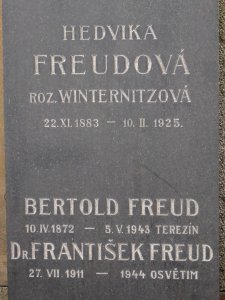 HEDVIKA
FREUDOVÁ
ROZ. WINTERNITZOVÁ
22. XI. 1883 — 10. II. 1925.
BERTOLD FREUD
10. IV. 1872 — 5. V. 1943 TEREZÍN
DR. FRANTIŠEK FREUD
27. VII. 1911 — 1944 OSVĚTIM